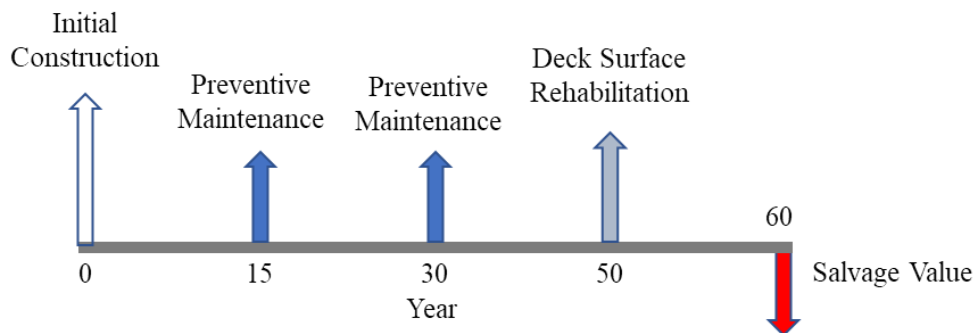 Initial
Construction
Preventive
Maintenance
Preventive
Maintenance
Deck Surface
Rehabilitation
60
0
15
30
50
Salvage Value
Year